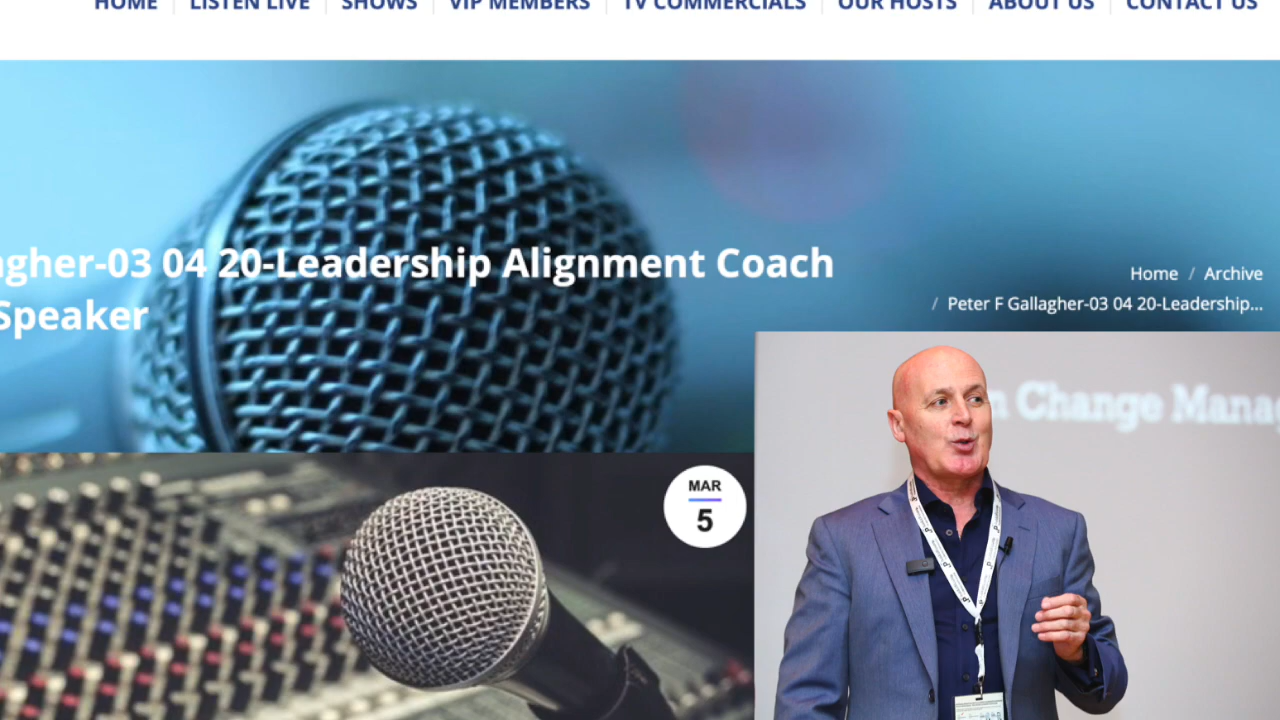 HOME
LISTEN LIVE
SHOWS
VIP MEMBERS
TV COMMERCIALS
OUR HOSTS
ABOUT US
CONTACT US
agher-03 04 20-Leadership Alignment Coach
Speaker
Home / Archive
/ Peter F Gallagher-03 04 20-Leadership...
n Change Manag
MAR
5